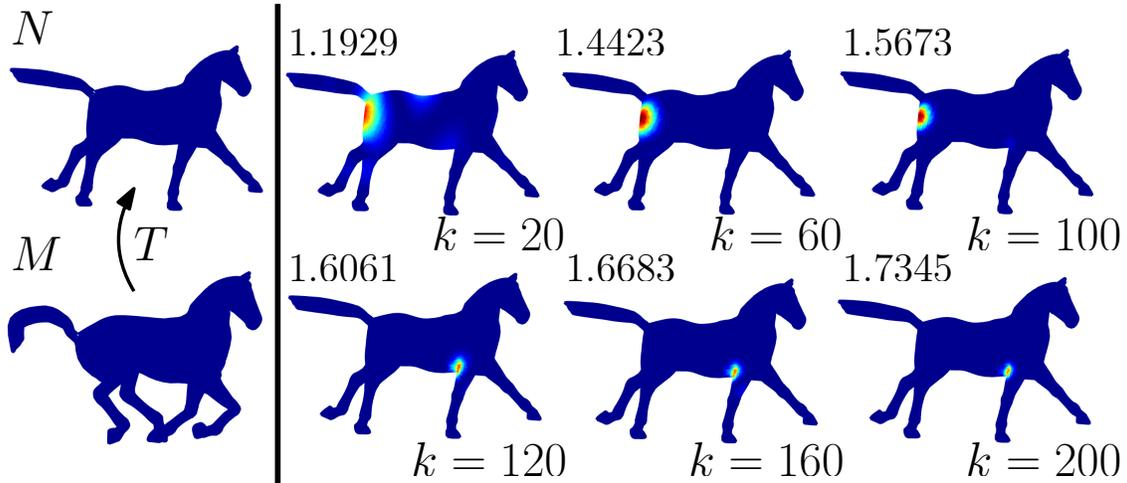 N
M
T
1.1929
1.4423
1.5673
k = 20
k = 60
k = 100
1.6061
1.6683
1.7345
k = 120
k = 160
k = 200